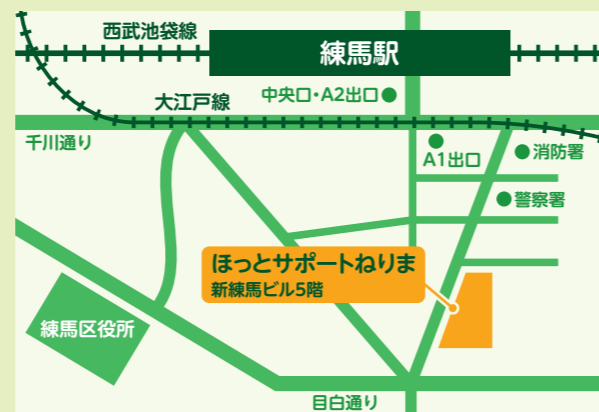 西武池袋線
練馬駅
中央口・A2出口
大江戸線
千川通り
A1出口
消防署
警察署
ほっとサポートねりま
新練馬ビル5階
練馬区役所
目白通り